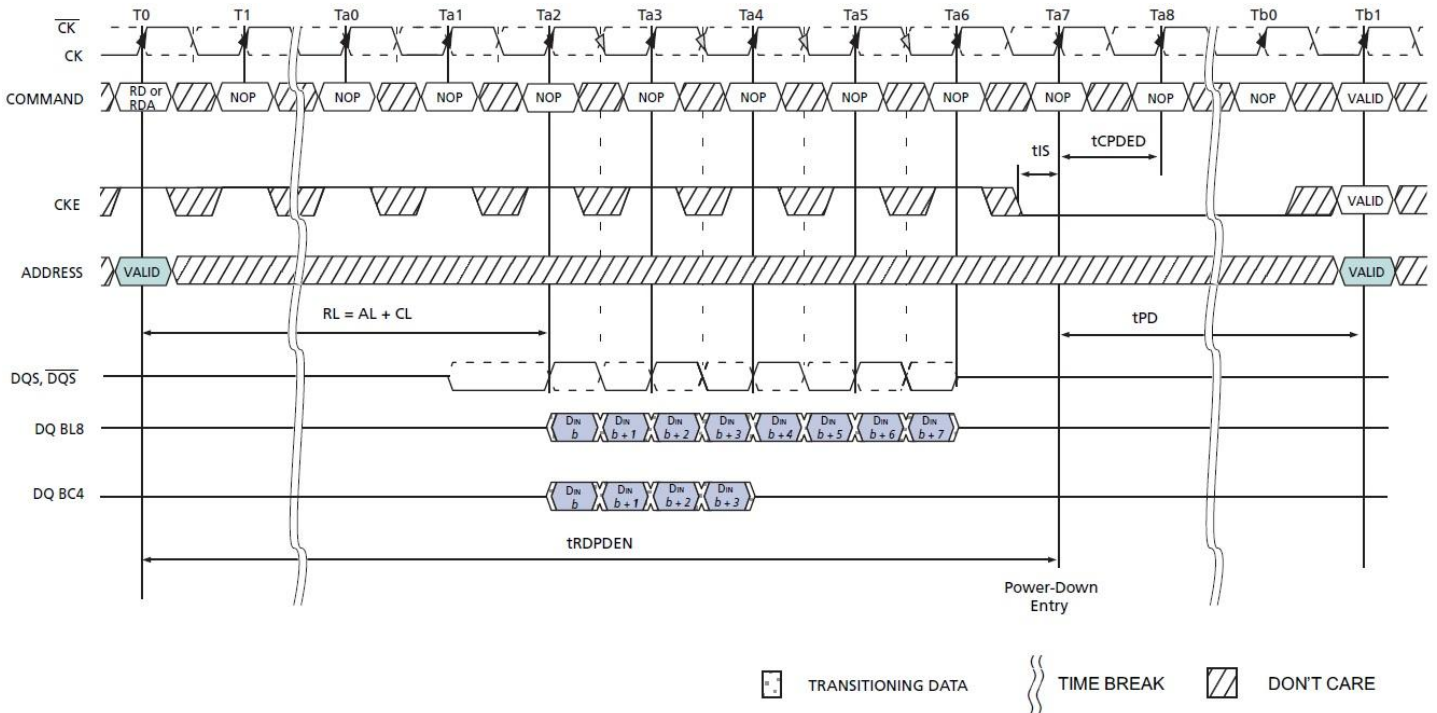 T0 T1 Ta0 Ta1 Ta2 Ta3 Ta4 Ta5 Ta6 Ta7 Ta8 Tb0 Tb1
CK
CK
COMMAND RD or RDA NOP NOP NOP NOP NOP NOP NOP NOP NOP NOP NOP VALID
tIS tCPDED
CKE VALID
ADDRESS VALID VALID
RL = AL + CL tPD
DQS, DQS
DQ BL8 DIN b DIN b + 1 DIN b + 2 DIN b + 3 DIN b + 4 DIN b + 5 DIN b + 6 DIN b + 7
DQ BC4 DIN b DIN b + 1 DIN b + 2 DIN b + 3
tRDPDEN
Power-Down
Entry
TRANSITIONING DATA TIME BREAK DON'T CARE